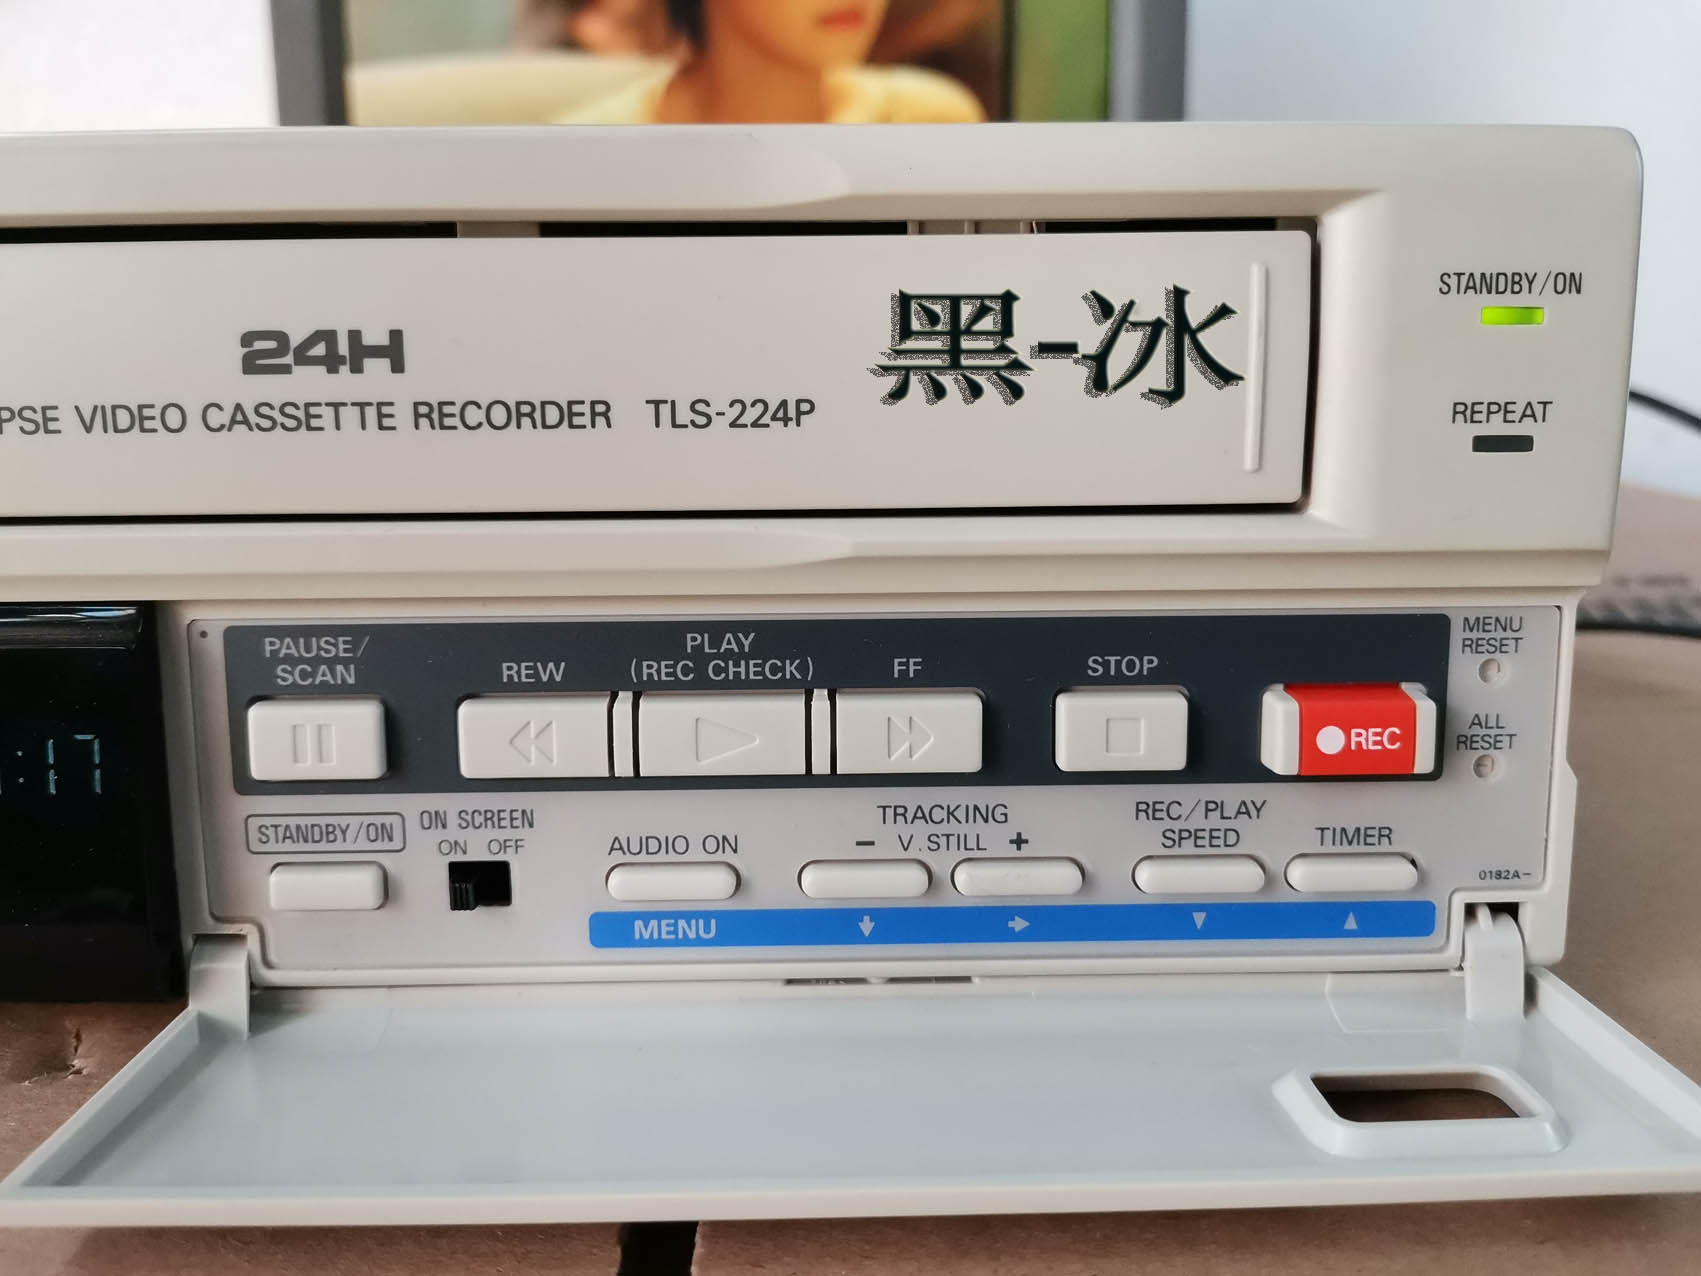 24H
PSE VIDEO CASSETTE RECORDER TLS-224P
黑-冰
STANDBY/ON
REPEAT
:17
PAUSE/
SCAN
REW
PLAY
(REC CHECK)
FF
STOP
REC
MENU
RESET
ALL
RESET
STANDBY/ON
ON SCREEN
ON OFF
AUDIO ON
TRACKING
- V.STILL +
REC/PLAY
SPEED
TIMER
0182A-
MENU